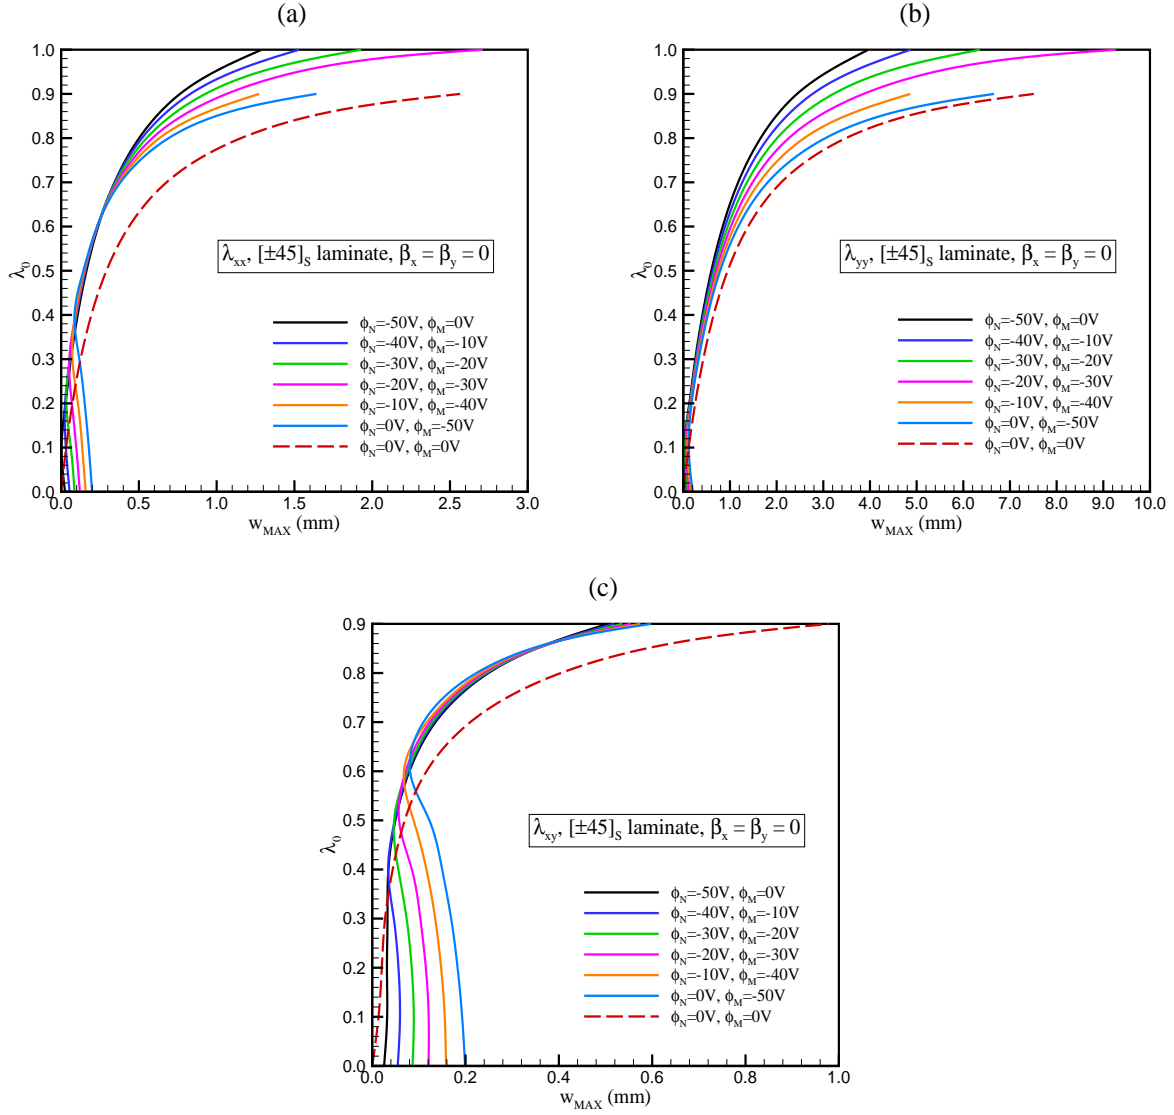 (a)
1.0
0.9
0.8
0.7
0.6
0.5
0.4
0.3
0.2
0.1
0.0
λ₀
λxx, [±45]S laminate, βx = βy = 0
ϕN=-50V, ϕM=0V
ϕN=-40V, ϕM=-10V
ϕN=-30V, ϕM=-20V
ϕN=-20V, ϕM=-30V
ϕN=-10V, ϕM=-40V
ϕN=0V, ϕM=-50V
ϕN=0V, ϕM=0V
0.0 0.5 1.0 1.5 2.0 2.5 3.0
wMAX (mm)
(b)
1.0
0.9
0.8
0.7
0.6
0.5
0.4
0.3
0.2
0.1
0.0
λ₀
λyy, [±45]S laminate, βx = βy = 0
ϕN=-50V, ϕM=0V
ϕN=-40V, ϕM=-10V
ϕN=-30V, ϕM=-20V
ϕN=-20V, ϕM=-30V
ϕN=-10V, ϕM=-40V
ϕN=0V, ϕM=-50V
ϕN=0V, ϕM=0V
0.0 1.0 2.0 3.0 4.0 5.0 6.0 7.0 8.0 9.0 10.0
wMAX (mm)
(c)
0.9
0.8
0.7
0.6
0.5
0.4
0.3
0.2
0.1
0.0
λ₀
λxy, [±45]S laminate, βx = βy = 0
ϕN=-50V, ϕM=0V
ϕN=-40V, ϕM=-10V
ϕN=-30V, ϕM=-20V
ϕN=-20V, ϕM=-30V
ϕN=-10V, ϕM=-40V
ϕN=0V, ϕM=-50V
ϕN=0V, ϕM=0V
0.0 0.2 0.4 0.6 0.8 1.0
wMAX (mm)